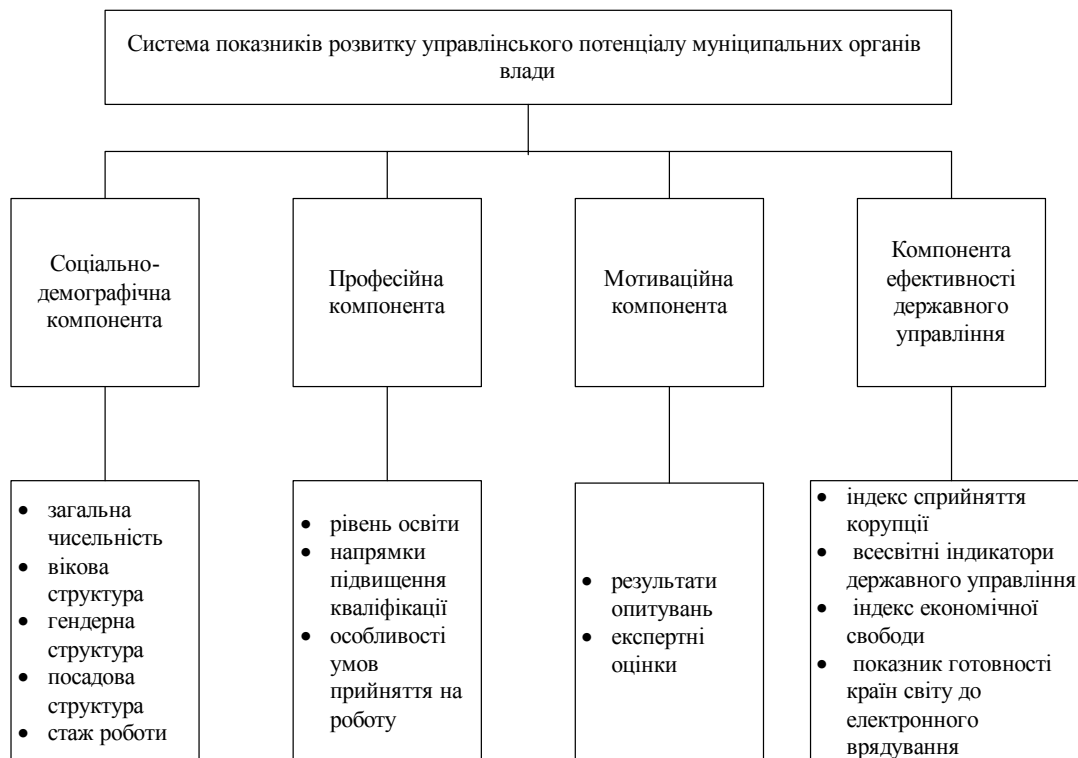 Система показників розвитку управлінського потенціалу муніципальних органів
влади
Соціально-
демографічна
компонента
Професійна
компонента
Мотиваційна
компонента
Компонента
ефективності
державного
управління
• загальна
чисельність
• вікова
структура
• гендерна
структура
• посадова
структура
• стаж роботи
• рівень освіти
• напрямки
підвищення
кваліфікації
• особливості
умов
прийняття на
роботу
• результати
опитувань
• експертні
оцінки
• індекс сприйняття
корупції
• всесвітні індикатори
державного управління
• індекс економічної
свободи
• показник готовності
країн світу до
електронного
врядування